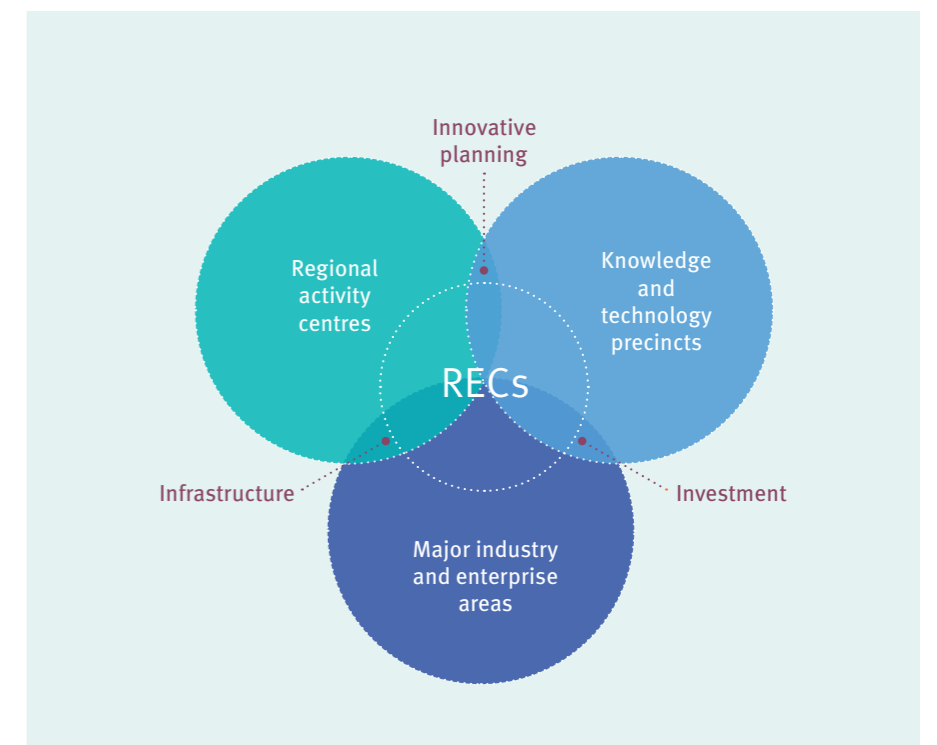 Innovative
planning
Regional
activity
centres
Knowledge
and
technology
precincts
RECs
Infrastructure
Investment
Major industry
and enterprise
areas